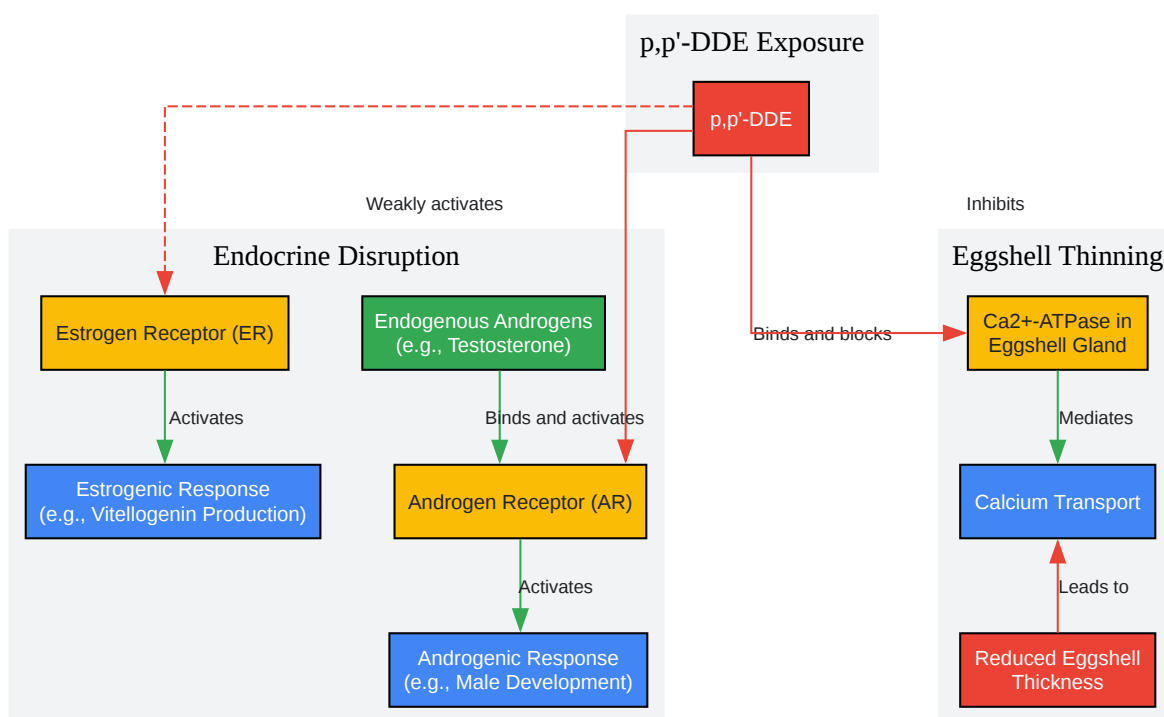 p,p'-DDE Exposure
p,p'-DDE
Weakly activates
Inhibits
Endocrine Disruption
Eggshell Thinning
Estrogen Receptor (ER)
Endogenous Androgens
(e.g., Testosterone)
Binds and blocks
Ca2+-ATPase in
Eggshell Gland
Activates
Binds and activates
Mediates
Estrogenic Response
(e.g., Vitellogenin Production)
Androgen Receptor (AR)
Calcium Transport
Activates
Leads to
Androgenic Response
(e.g., Male Development)
Reduced Eggshell
Thickness